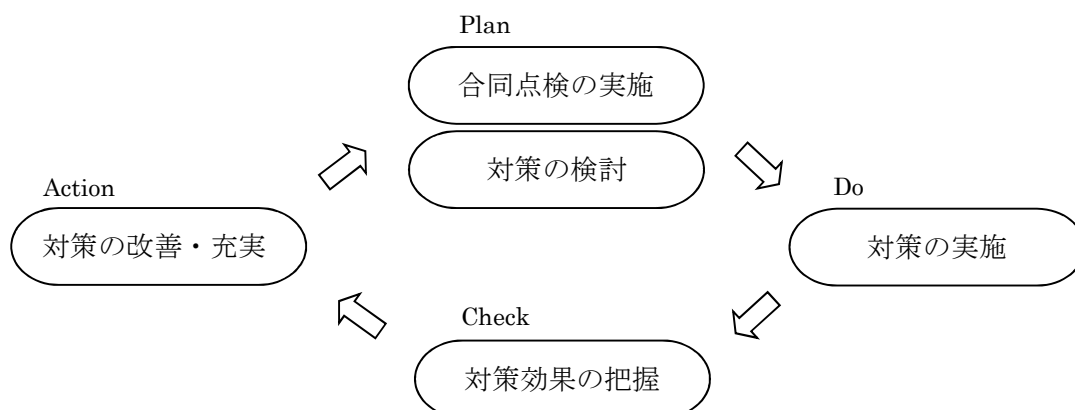 Plan
合同点検の実施
対策の検討
Action
対策の改善・充実
Do
対策の実施
Check
対策効果の把握